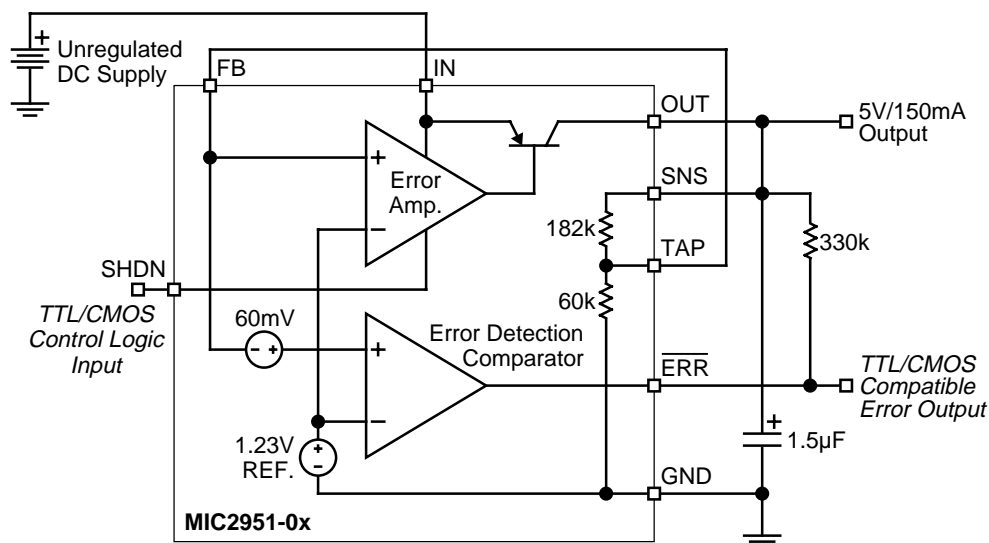 Unregulated
DC Supply
FB
IN
OUT
5V/150mA
Output
Error
Amp.
SNS
182k
330k
TAP
SHDN
60k
TTL/CMOS
Control Logic
Input
60mV
Error Detection
Comparator
ERR
TTL/CMOS
Compatible
Error Output
1.23V
REF.
1.5µF
GND
MIC2951-0x